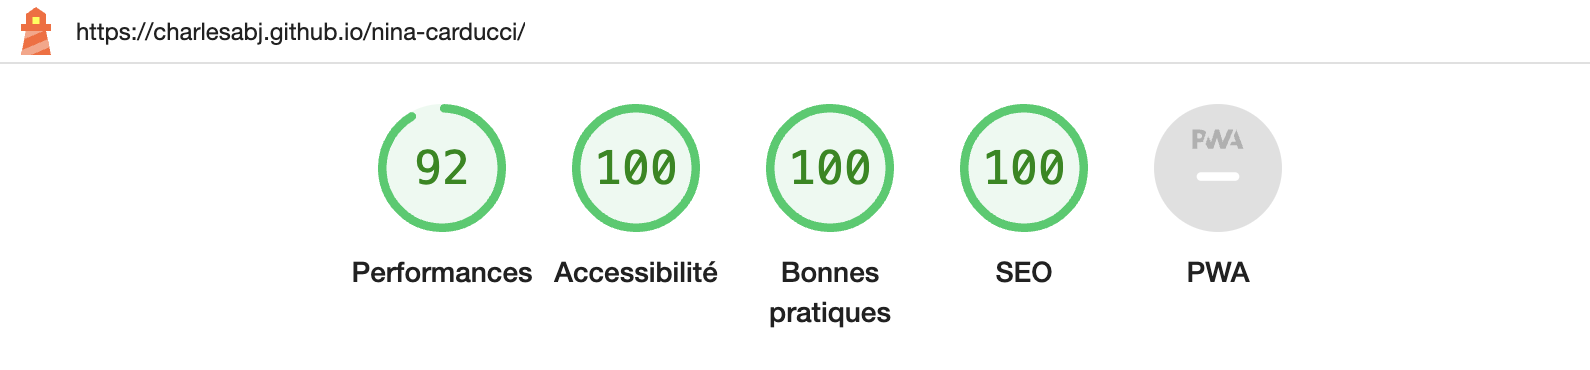 https://charlesabj.github.io/nina-carducci/
92 100 100 100 PWA
Performances Accessibilité Bonnes pratiques SEO PWA